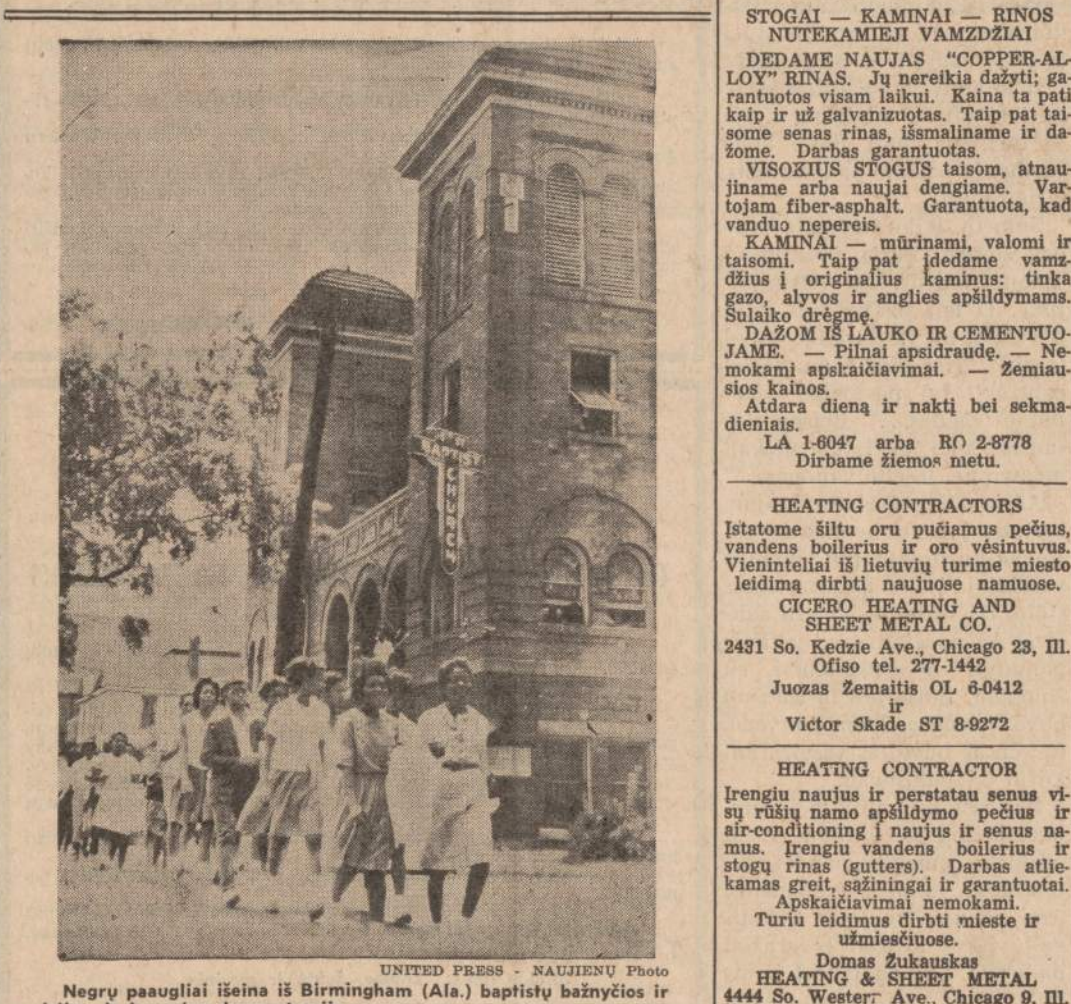 BAPTIST
CHURCH
UNITED PRESS - NAUJIENŲ Photo
Negrų paaugliai išeina iš Birmingham (Ala.) baptistų bažnyčios ir
STOGAI — KAMINAI — RINOS
NUTEKAMIEJI VAMZDŽIAI
DEDAME NAUJAS "COPPER-AL-
LOY" RINAS. Jų nereikia dažyti; ga-
rantuotos visam laikui. Kaina ta pati
kaip ir už galvanizuotas. Taip pat tai-
some senas rinas, išsmaliname ir da-
žome. Darbas garantuotas.
VISOKIUS STOGUS taisom, atnau-
jiname arba naujai dengiame. Var-
tojam fiber-asphalt. Garantuota, kad
vanduo nepereis.
KAMINAI — mūrinami, valomi ir
taisomi. Taip pat įdedame vamz-
džius į originalius kaminus: tinka
gazo, alyvos ir anglies apšildymams.
Sulaiko drėgmę.
DAŽOM IŠ LAUKO IR CEMENTUO-
JAME. — Pilnai apsidraudę. — Ne-
mokami apskaičiavimai. — Žemiau-
sios kainos.
Atdara dieną ir naktį bei sekma-
dieniais.
LA 1-6047 arba RO 2-8778
Dirbame žiemos metu.
HEATING CONTRACTORS
Įstatome šiltu oru pučiamus pečius,
vandens boilerius ir oro vėsintuvus.
Vieninteliai iš lietuvių turime miesto
leidimą dirbti naujuose namuose.
CICERO HEATING AND
SHEET METAL CO.
2431 So. Kedzie Ave., Chicago 23, Ill.
Ofiso tel. 277-1442
Juozas Žemaitis OL 6-0412
ir
Victor Skade ST 8-9272
HEATING CONTRACTOR
Įrengiu naujus ir perstatau senus vi-
sų rūšių namo apšildymo pečius ir
air-conditioning į naujus ir senus na-
mus. Įrengiu vandens boilerius ir
stogų rinas (gutters). Darbas atlie-
kamas greit, sąžiningai ir garantuotai.
Apskaičiavimai nemokami.
Turiu leidimus dirbti mieste ir
užmiesčiuose.
Domas Žukauskas
HEATING & SHEET METAL
4444 So. Western Ave., Chicago 9, Ill.